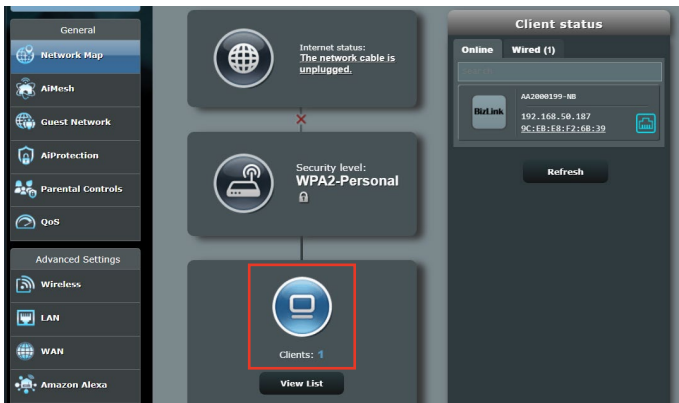 General
Network Map
AiMesh
Guest Network
AiProtection
Parental Controls
QoS
Advanced Settings
Wireless
LAN
WAN
Amazon Alexa
Internet status:
The network cable is
unplugged.
Security level:
WPA2-Personal
Clients: 1
View List
Client status
Online
Wired (1)
BizLink
AA2000199-NB
192.168.50.187
9C:EB:E8:F2:6B:39
Refresh